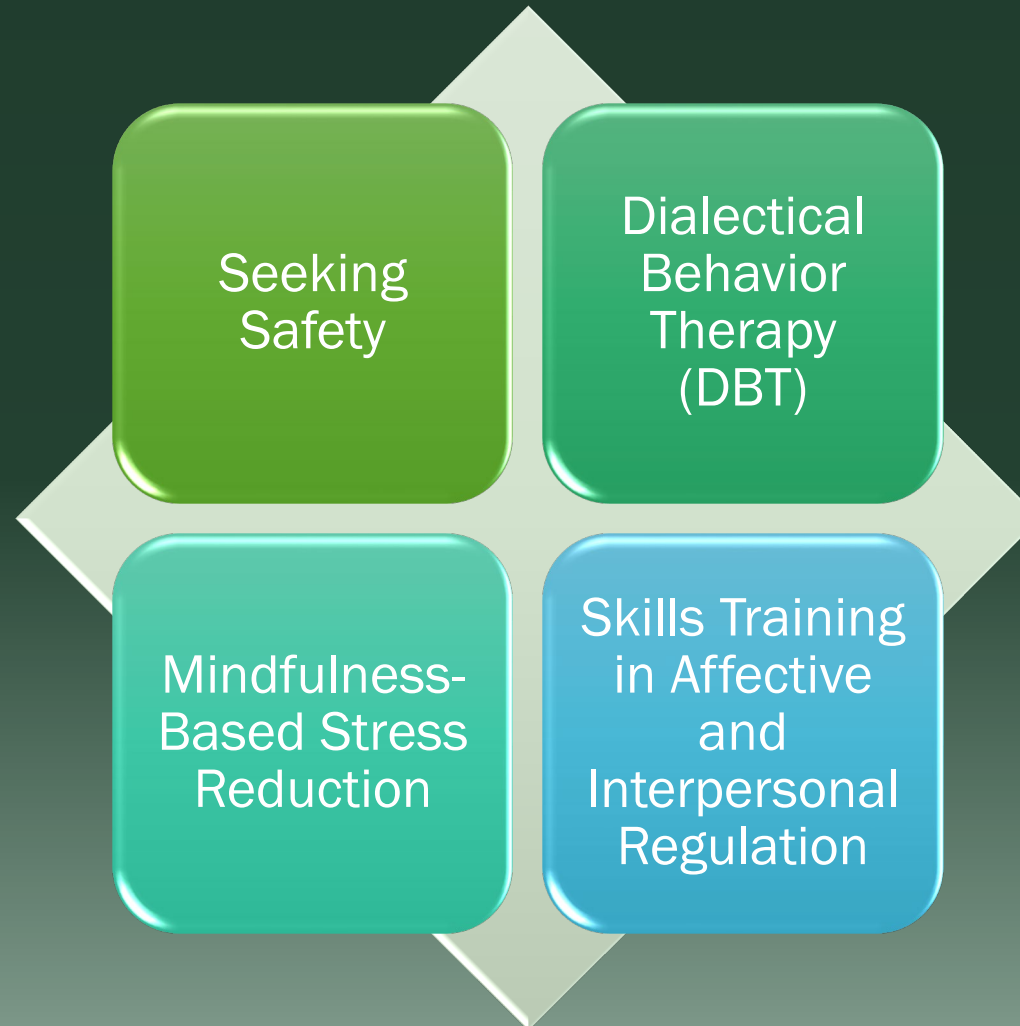 Seeking
Safety
Dialectical
Behavior
Therapy
(DBT)
Mindfulness-
Based Stress
Reduction
Skills Training
in Affective
and
Interpersonal
Regulation